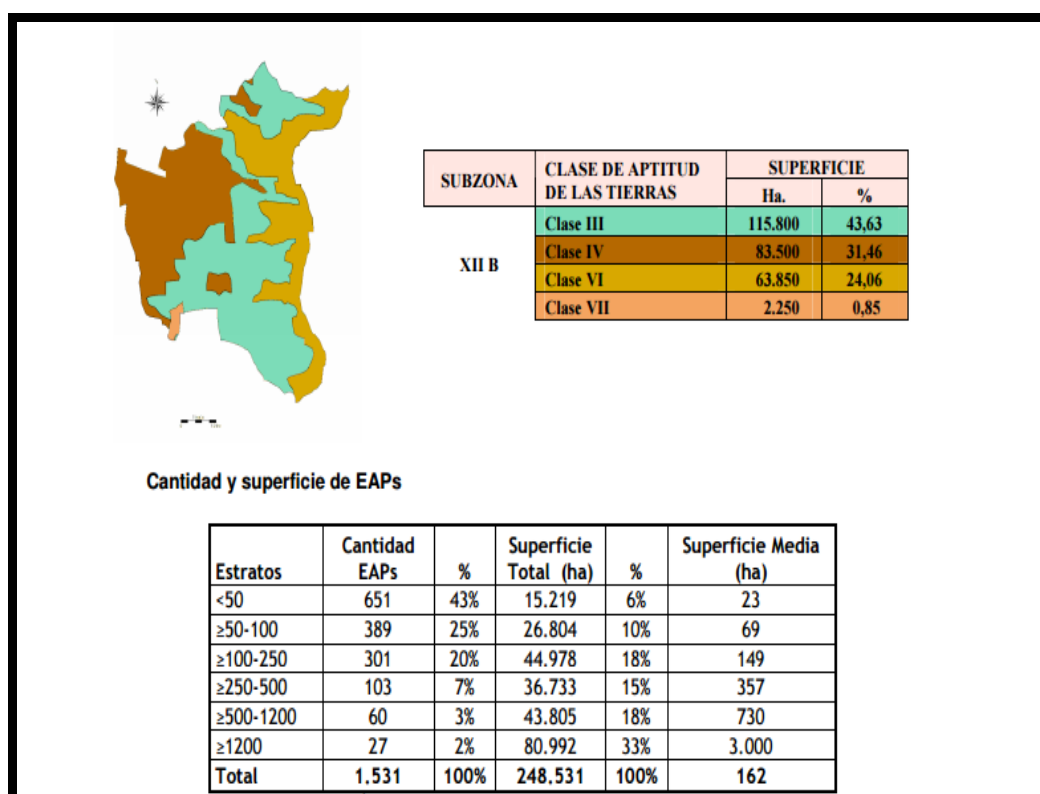 SUBZONA CLASE DE APTITUD DE LAS TIERRAS SUPERFICIE
Ha. %
XII B
Clase III 115.800 43,63
Clase IV 83.500 31,46
Clase VI 63.850 24,06
Clase VII 2.250 0,85
Cantidad y superficie de EAPs
Estratos Cantidad EAPs % Superficie Total (ha) % Superficie Media (ha)
<50 651 43% 15.219 6% 23
≥50-100 389 25% 26.804 10% 69
≥100-250 301 20% 44.978 18% 149
≥250-500 103 7% 36.733 15% 357
≥500-1200 60 3% 43.805 18% 730
≥1200 27 2% 80.992 33% 3.000
Total 1.531 100% 248.531 100% 162